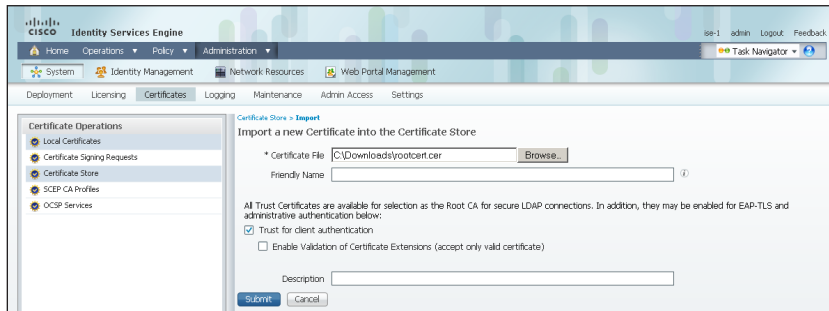 CISCO Identity Services Engine
ise-1 admin Logout Feedback
Home Operations Policy Administration
Task Navigator
System Identity Management Network Resources Web Portal Management
Deployment Licensing Certificates Logging Maintenance Admin Access Settings
Certificate Operations
Local Certificates
Certificate Signing Requests
Certificate Store
SCEP CA Profiles
OCSP Services
Certificate Store > Import
Import a new Certificate into the Certificate Store
* Certificate File C:\Downloads\rootcert.cer Browse...
Friendly Name
All Trust Certificates are available for selection as the Root CA for secure LDAP connections. In addition, they may be enabled for EAP-TLS and
administrative authentication below:
Trust for client authentication
Enable Validation of Certificate Extensions (accept only valid certificate)
Description
Submit Cancel